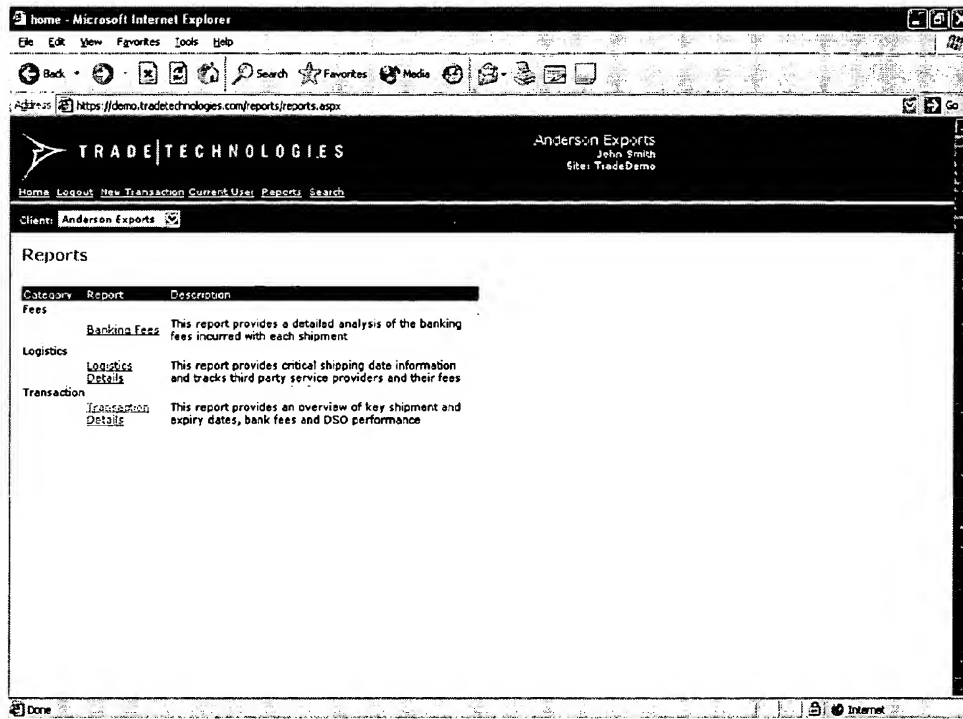 home - Microsoft Internet Explorer
File Edit View Favorites Tools Help
Back Search Favorites Media
Address https://demo.tradetechnologies.com/reports/reports.aspx Go
TRADE|TECHNOLOGIES
Anderson Exports
John Smith
Site: TradeDemo
Home Logout New Transaction Current User Reports Search
Client: Anderson Exports
Reports
Category Report Description
Fees
Banking Fees This report provides a detailed analysis of the banking
fees incurred with each shipment
Logistics
Logistics This report provides critical shipping date information
Details and tracks third party service providers and their fees
Transaction
Transaction This report provides an overview of key shipment and
Details expiry dates, bank fees and DSO performance
Done Internet